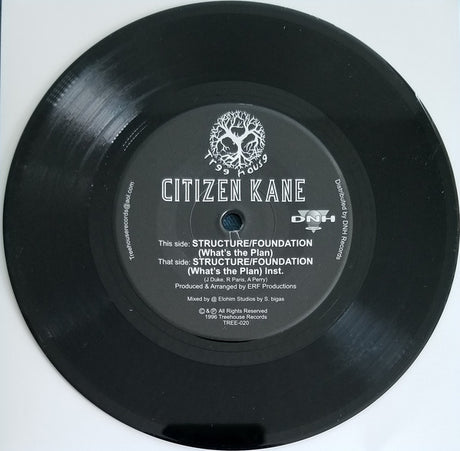 Tree House
CITIZEN KANE
Treehouserecords@aol.com
Distributed by DNH Records
DNH
This side: STRUCTURE/FOUNDATION
(What's the Plan)
That side: STRUCTURE/FOUNDATION
(What's the Plan) Inst.
(J Duke, R Paris, A Perry)
Produced & Arranged by ERF Productions
Mixed by @ Elohim Studios by S. bigas
© & ℗ All Rights Reserved
1996 Treehouse Records
TREE-020